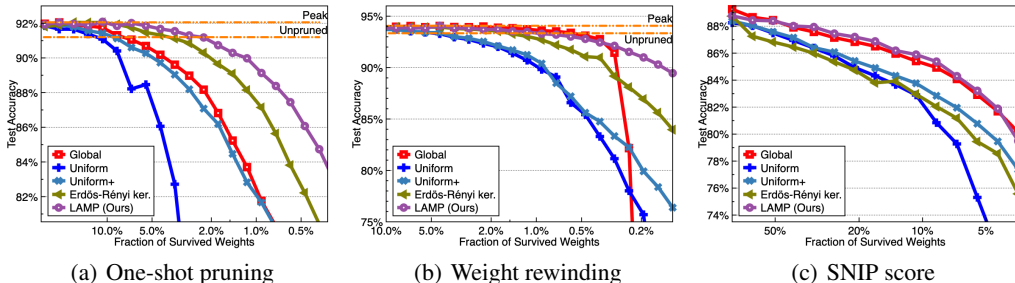 92%
90%
88%
86%
84%
82%
Test Accuracy
Peak
Unpruned
Global
Uniform
Uniform+
Erdös-Rényi ker.
LAMP (Ours)
10.0% 5.0% 2.0% 1.0% 0.5%
Fraction of Survived Weights
(a) One-shot pruning
95%
90%
85%
80%
75%
Test Accuracy
Peak
Unpruned
Global
Uniform
Uniform+
Erdös-Rényi ker.
LAMP (Ours)
10.0% 5.0% 2.0% 1.0% 0.5% 0.2%
Fraction of Survived Weights
(b) Weight rewinding
88%
86%
84%
82%
80%
78%
76%
74%
Test Accuracy
Global
Uniform
Uniform+
Erdös-Rényi ker.
LAMP (Ours)
50% 20% 10% 5%
Fraction of Survived Weights
(c) SNIP score